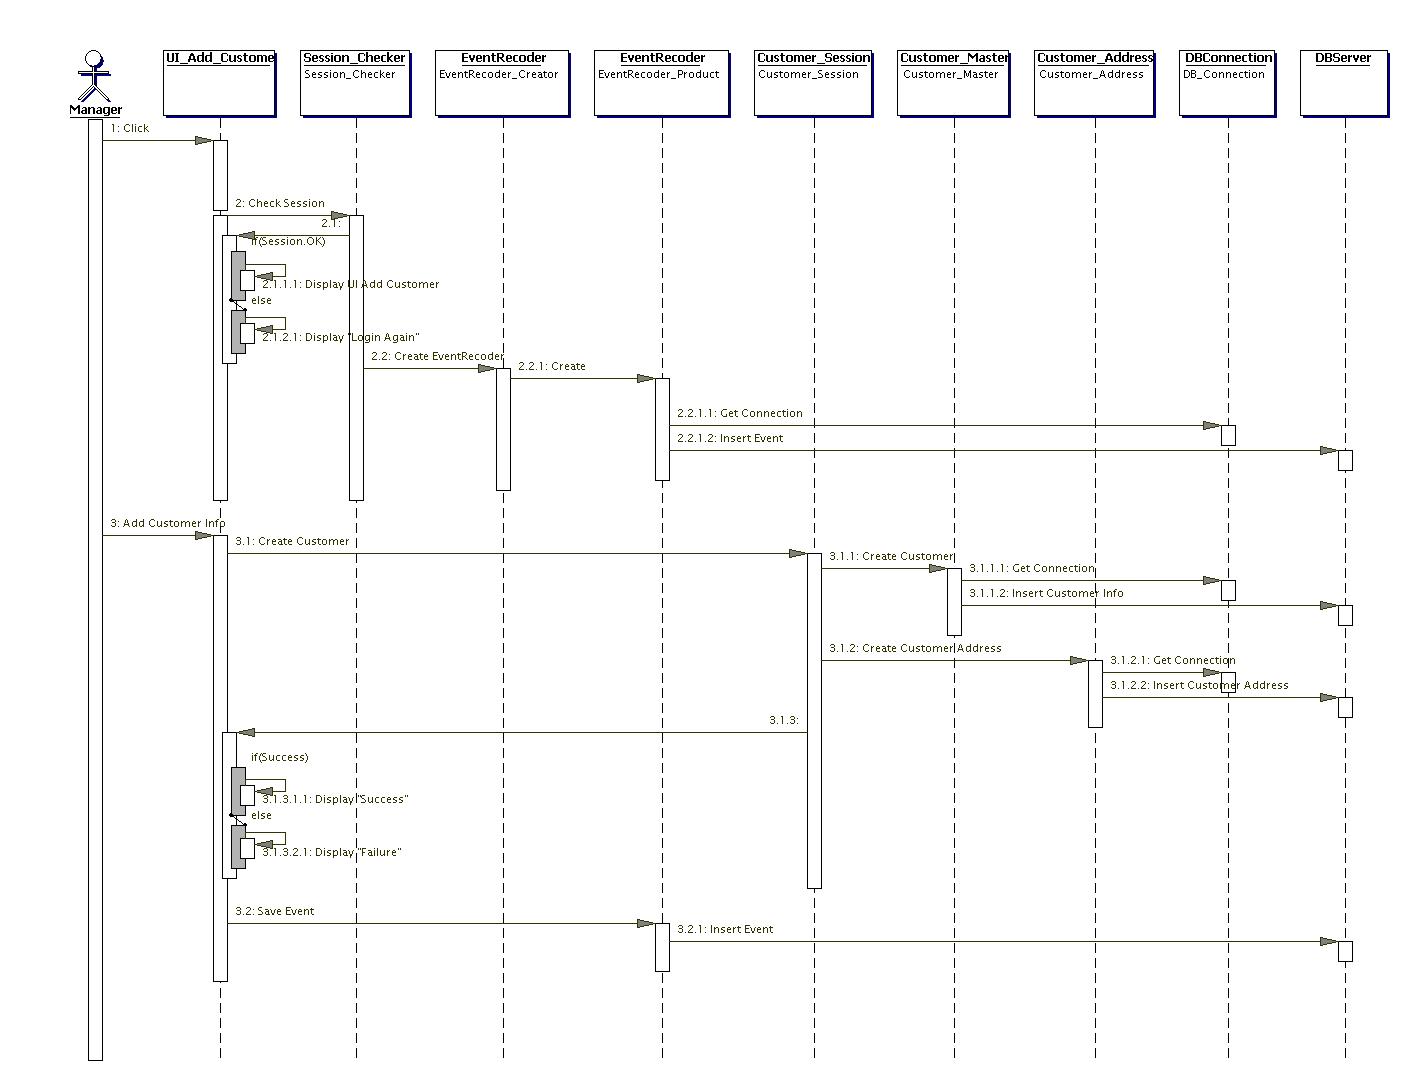 UI_Add_Custome
Session_Checker
EventRecoder
EventRecoder
Customer_Session
Customer_Master
Customer_Address
DBConnection
DBServer
Session_Checker
EventRecoder_Creator
EventRecoder_Product
Customer_Session
Customer_Master
Customer_Address
DB_Connection
Manager
1: Click
2: Check Session
2.1:
if(Session.OK)
2.1.1.1: Display UI Add Customer
else
2.1.2.1: Display "Login Again"
2.2: Create EventRecoder
2.2.1: Create
2.2.1.1: Get Connection
2.2.1.2: Insert Event
3: Add Customer Info
3.1: Create Customer
3.1.1: Create Customer
3.1.1.1: Get Connection
3.1.1.2: Insert Customer Info
3.1.2: Create Customer Address
3.1.2.1: Get Connection
3.1.2.2: Insert Customer Address
3.1.3:
if(Success)
3.1.3.1.1: Display "Success"
else
3.1.3.2.1: Display "Failure"
3.2: Save Event
3.2.1: Insert Event